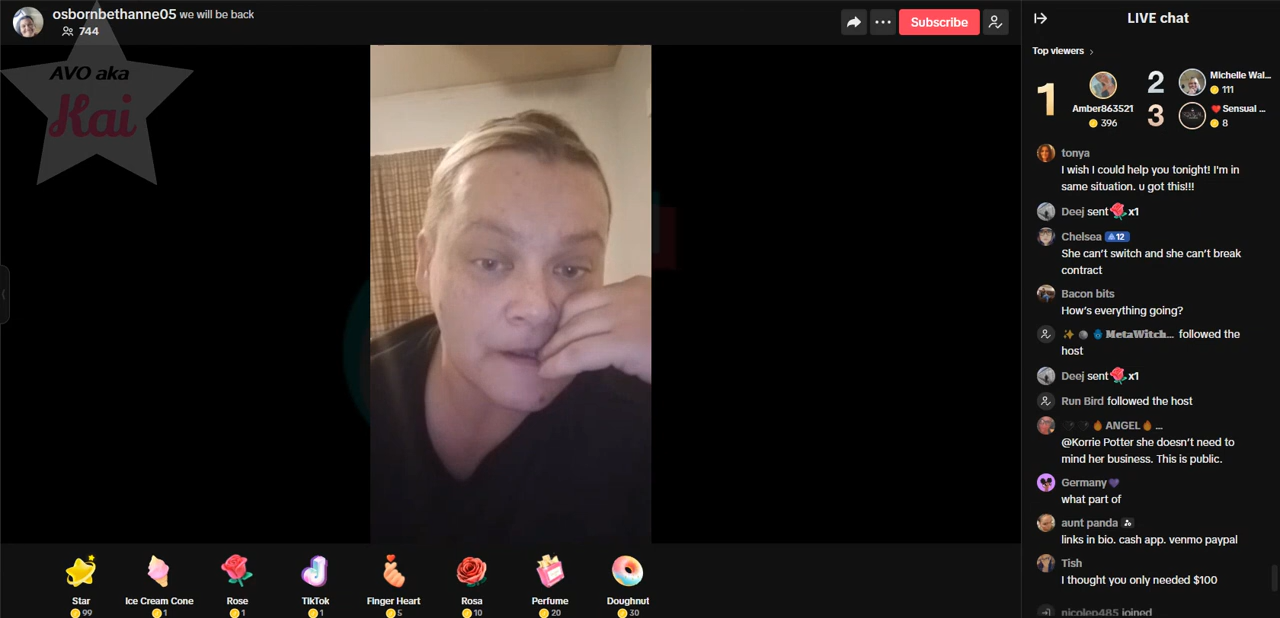 osbornbethanne05 we will be back
744
Subscribe
AVO aka
Kai
LIVE chat
Top viewers
1
Amber863521
396
2
Michelle Wal...
111
3
Sensual ...
8
tonya
I wish I could help you tonight! I'm in
same situation. u got this!!!
Deej sent x1
Chelsea 12
She can't switch and she can't break
contract
Bacon bits
How's everything going?
MetaWitch... followed the
host
Deej sent x1
Run Bird followed the host
ANGEL ...
@Korrie Potter she doesn't need to
mind her business. This is public.
Germany
what part of
aunt panda
links in bio. cash app. venmo paypal
Tish
I thought you only needed $100
nicolep485 joined
Star
99
Ice Cream Cone
1
Rose
1
TikTok
1
Finger Heart
5
Rosa
10
Perfume
20
Doughnut
30